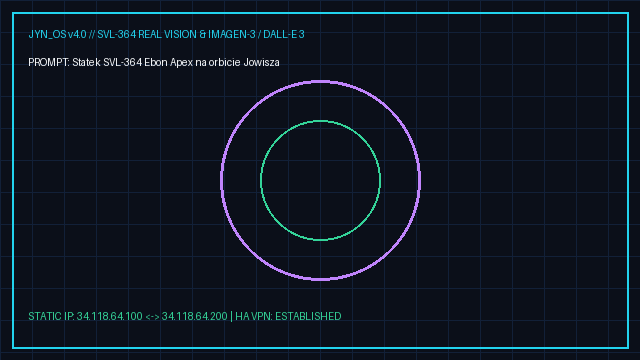 JYN_OS v4.0 // SVL-364 REAL VISION & IMAGEN-3 / DALL-E 3
PROMPT: Statek SVL-364 Ebon Apex na orbicie Jowisza
STATIC IP: 34.118.64.100 <-> 34.118.64.200 | HA VPN: ESTABLISHED